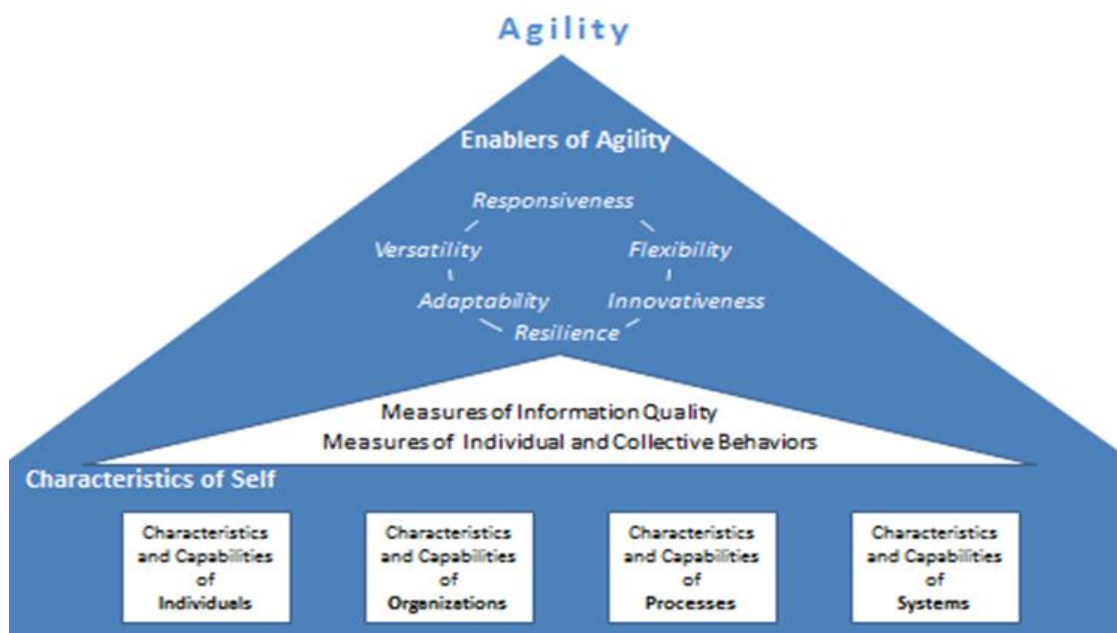 Agility
Enablers of Agility
Responsiveness
Versatility
Flexibility
Adaptability
Innovativeness
Resilience
Measures of Information Quality
Measures of Individual and Collective Behaviors
Characteristics of Self
Characteristics
and Capabilities
of
Individuals
Characteristics
and Capabilities
of
Organizations
Characteristics
and Capabilities
of
Processes
Characteristics
and Capabilities
of
Systems